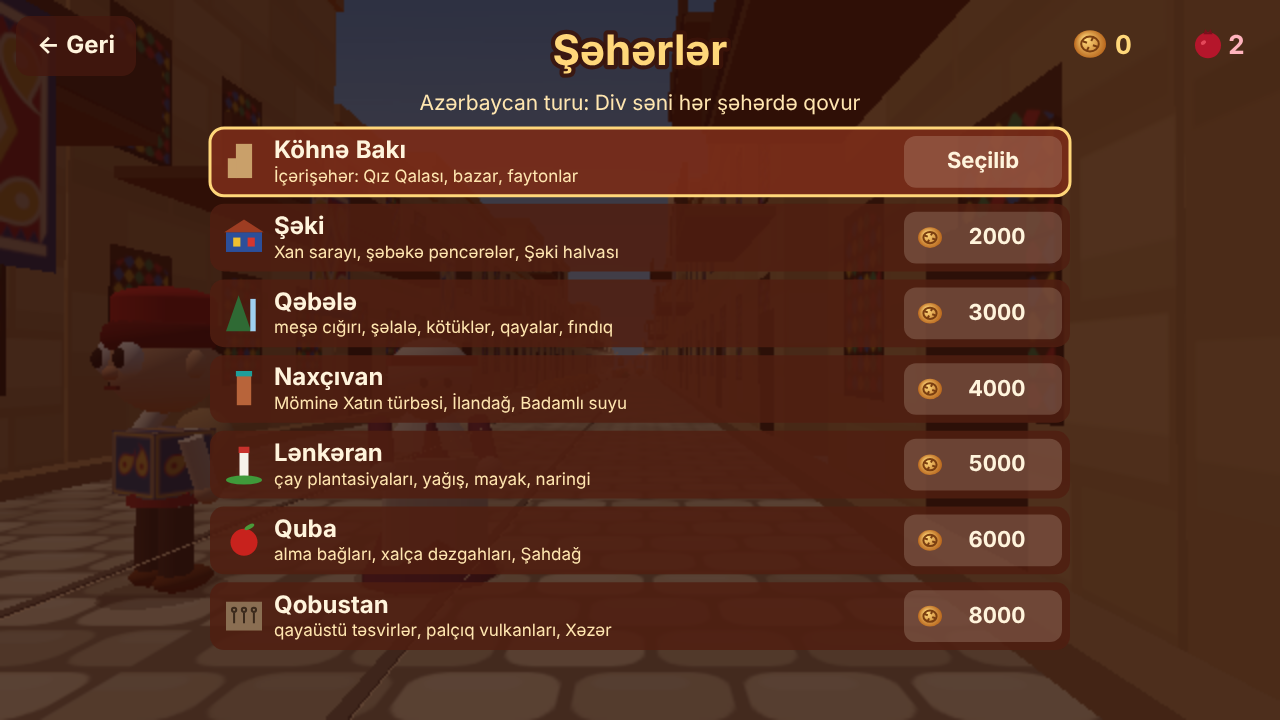 ← Geri
Şəhərlər
0
2
Azərbaycan turu: Div səni hər şəhərdə qovur
Köhnə Bakı
İçərişəhər: Qız Qalası, bazar, faytonlar
Seçilib
Şəki
Xan sarayı, şəbəkə pəncərələr, Şəki halvası
2000
Qəbələ
meşə cığırı, şəlalə, kötüklər, qayalar, fındıq
3000
Naxçıvan
Möminə Xatın türbəsi, İlandağ, Badamlı suyu
4000
Lənkəran
çay plantasiyaları, yağış, mayak, naringi
5000
Quba
alma bağları, xalça dəzgahları, Şahdağ
6000
Qobustan
qayaüstü təsvirlər, palçıq vulkanları, Xəzər
8000